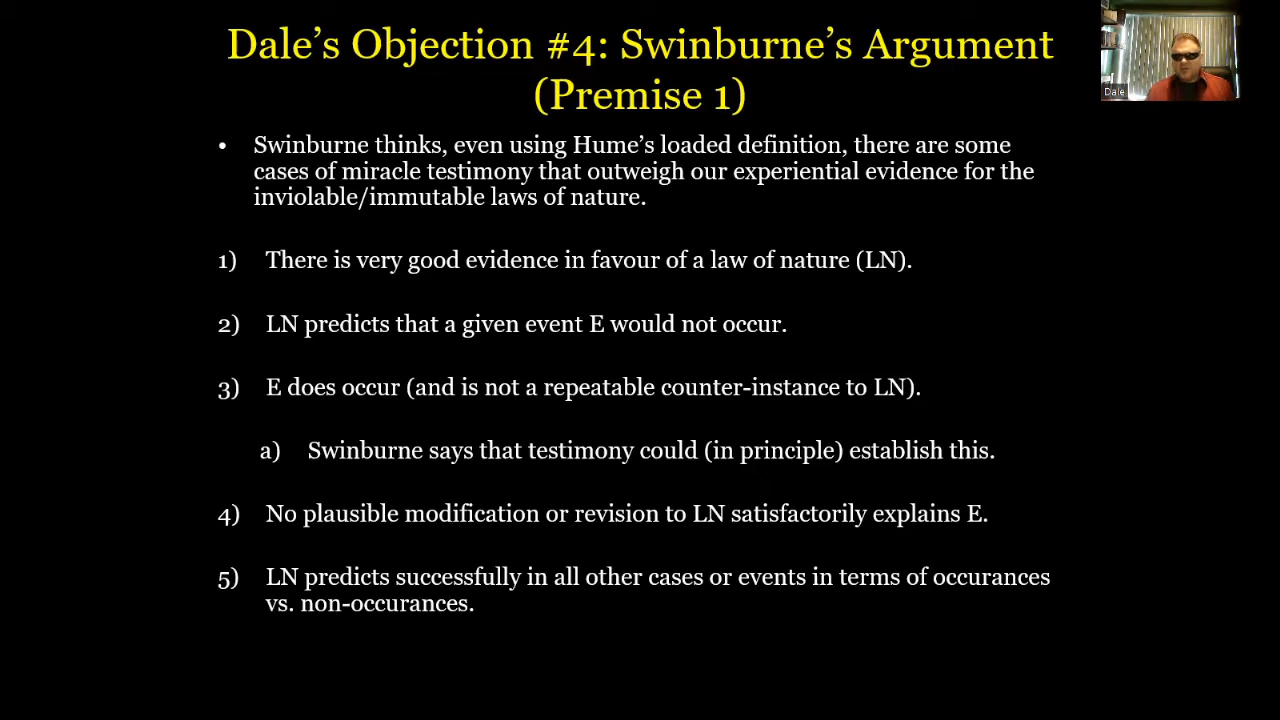 Dale's Objection #4: Swinburne's Argument
(Premise 1)
Dale
• Swinburne thinks, even using Hume's loaded definition, there are some
cases of miracle testimony that outweigh our experiential evidence for the
inviolable/immutable laws of nature.
1) There is very good evidence in favour of a law of nature (LN).
2) LN predicts that a given event E would not occur.
3) E does occur (and is not a repeatable counter-instance to LN).
a) Swinburne says that testimony could (in principle) establish this.
4) No plausible modification or revision to LN satisfactorily explains E.
5) LN predicts successfully in all other cases or events in terms of occurances
vs. non-occurances.